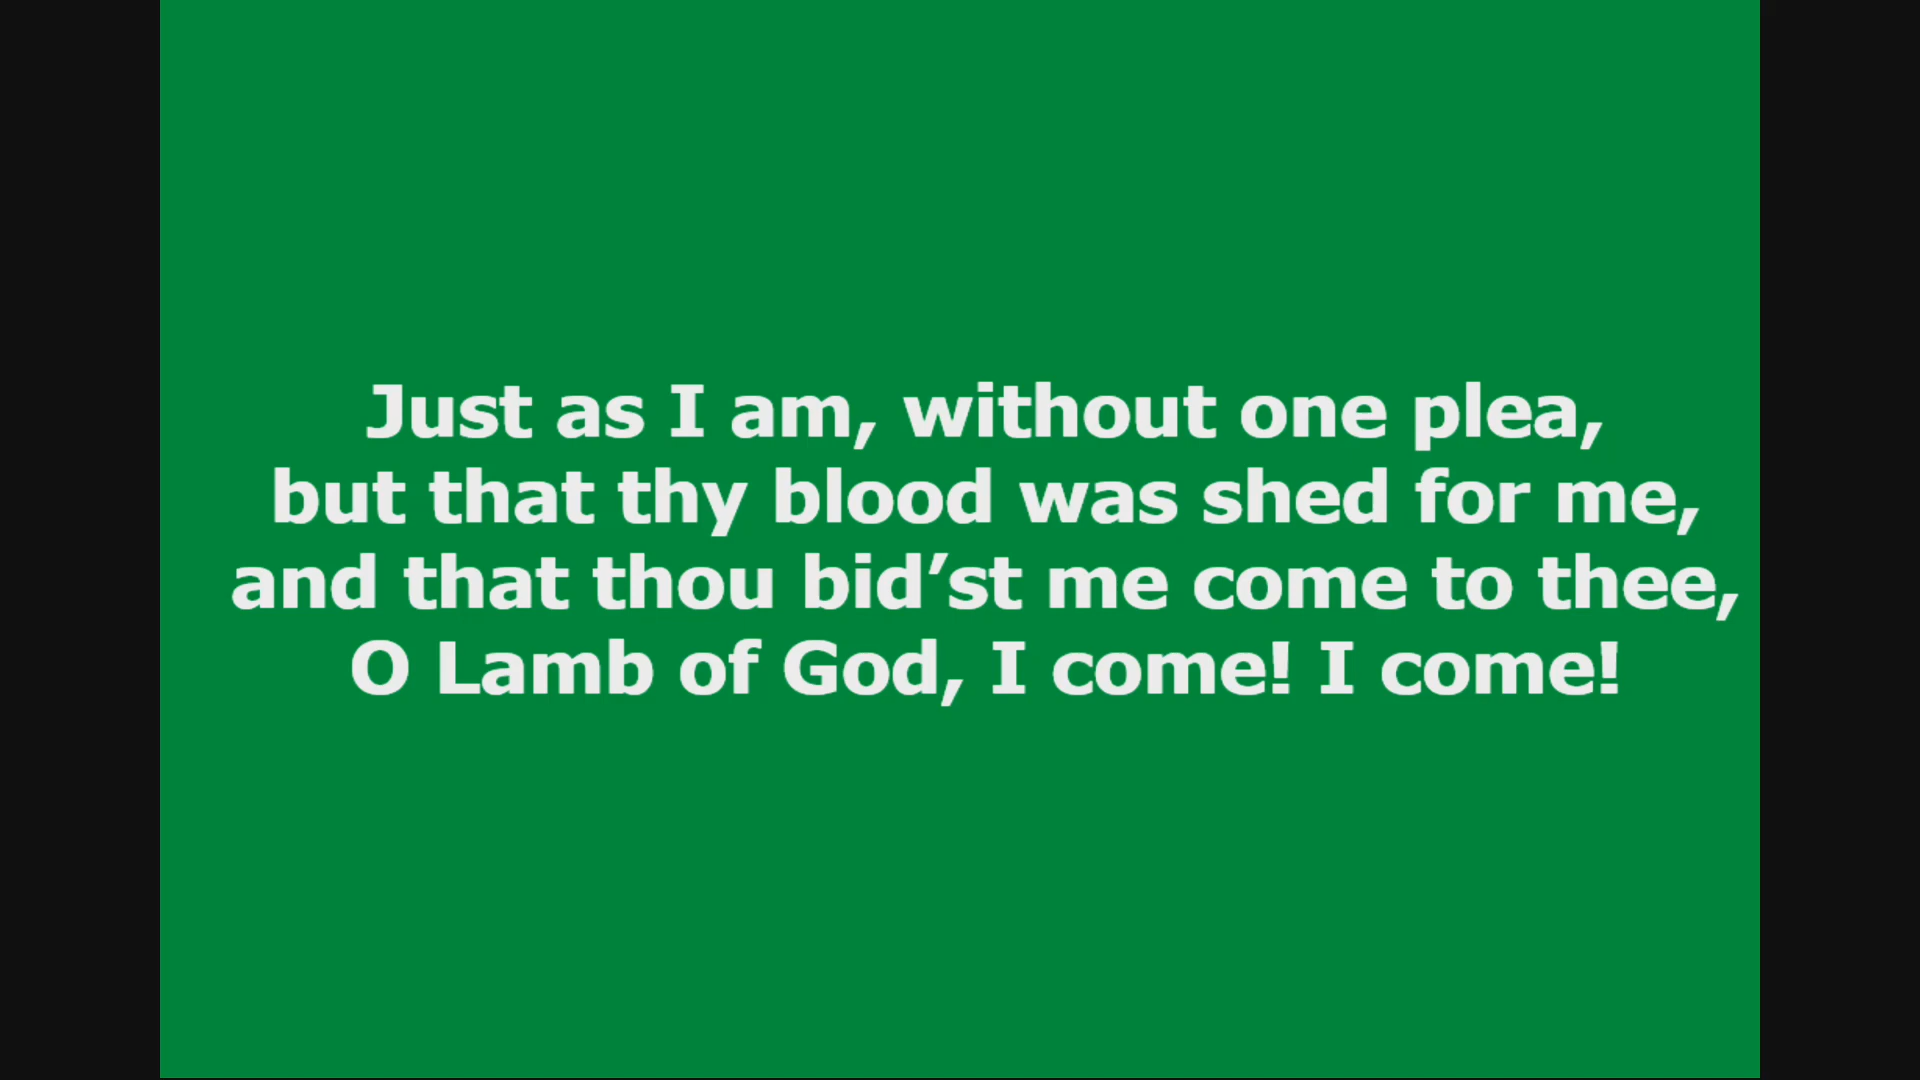 Just as I am, without one plea,
but that thy blood was shed for me,
and that thou bid’st me come to thee,
O Lamb of God, I come! I come!